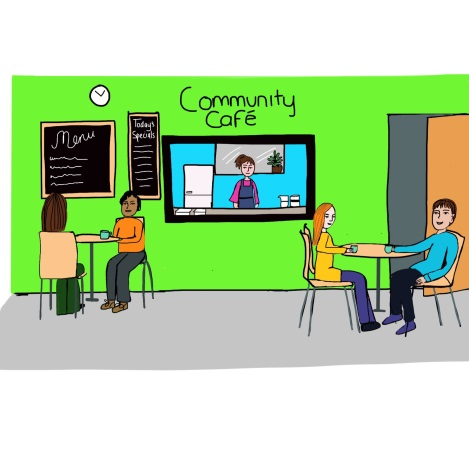 Community
Café
Menu
Todays
Specials